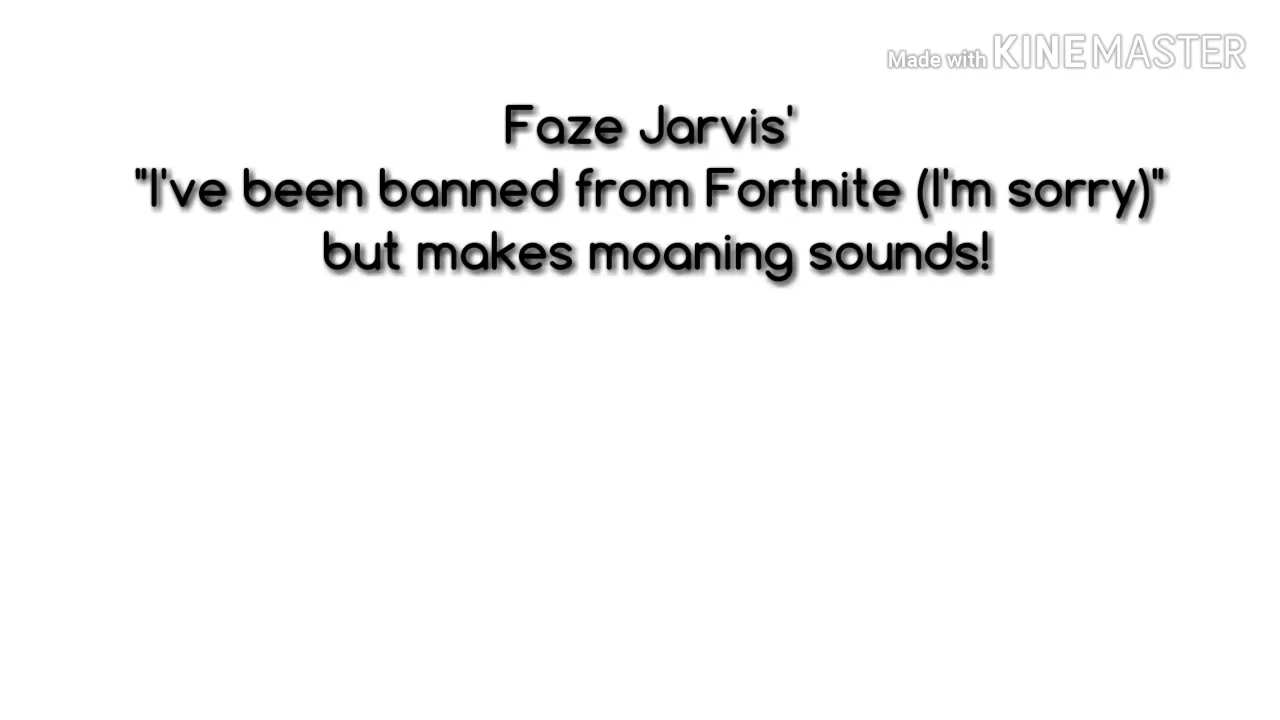 Made with KINEMASTER
Faze Jarvis'
"I've been banned from Fortnite (I'm sorry)"
but makes moaning sounds!